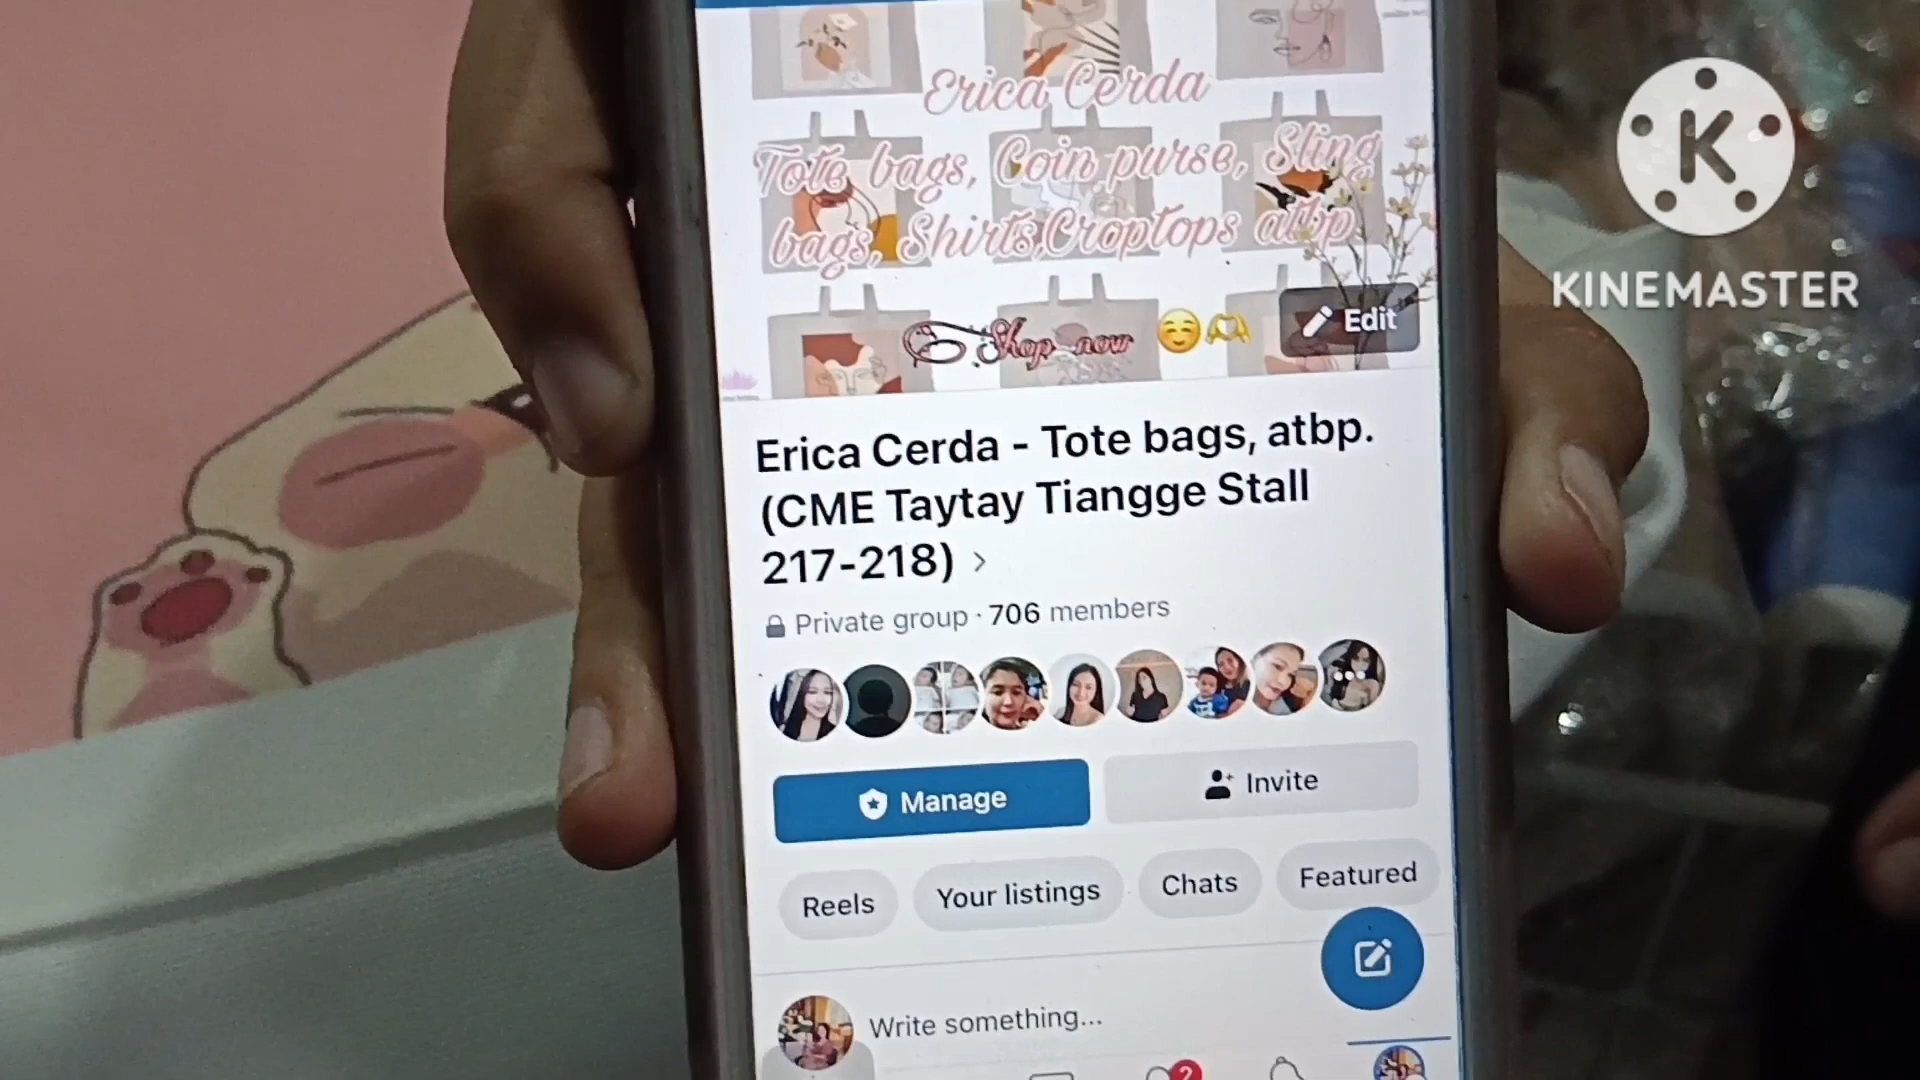 Erica Cerda
Tote bags, Coin purse, Sling
bags, Shirts,Croptops atbp
Shop now
Edit
Erica Cerda - Tote bags, atbp.
(CME Taytay Tiangge Stall
217-218) >
Private group · 706 members
Manage
Invite
Reels
Your listings
Chats
Featured
Write something...
2
K
KINEMASTER